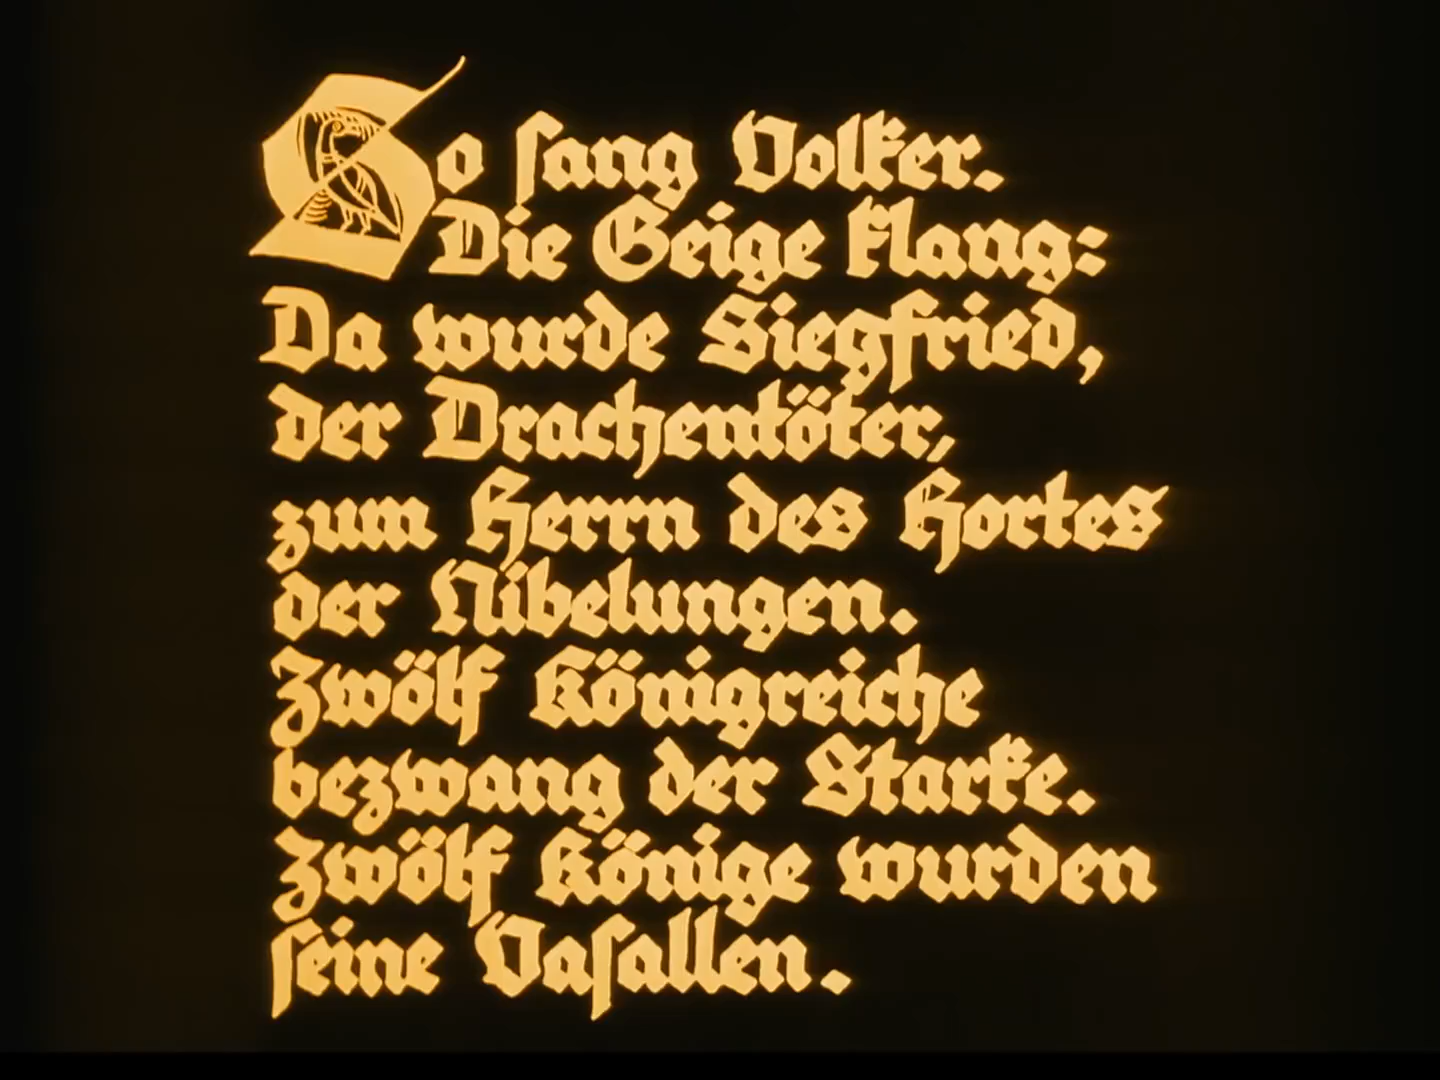 So ſang Volker.
Die Geige klang:
Da wurde Siegfried,
der Drachentöter,
zum Herrn des Hortes
der Nibelungen.
Zwölf Königreiche
bezwang der Starke.
Zwölf Könige wurden
ſeine Vaſallen.